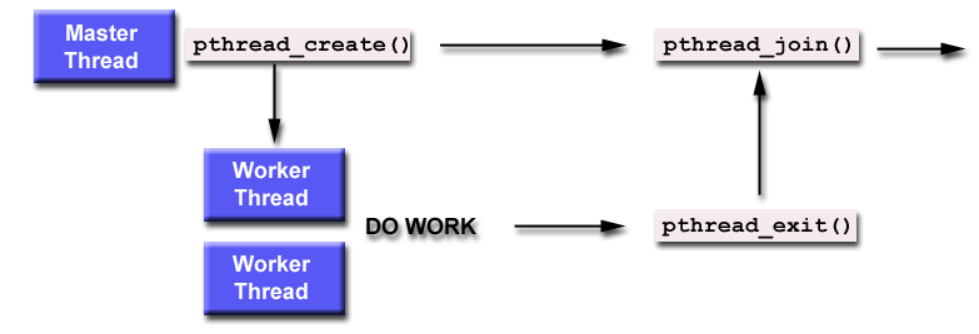 Master
Thread
pthread_create()
pthread_join()
Worker
Thread
DO WORK
pthread_exit()
Worker
Thread